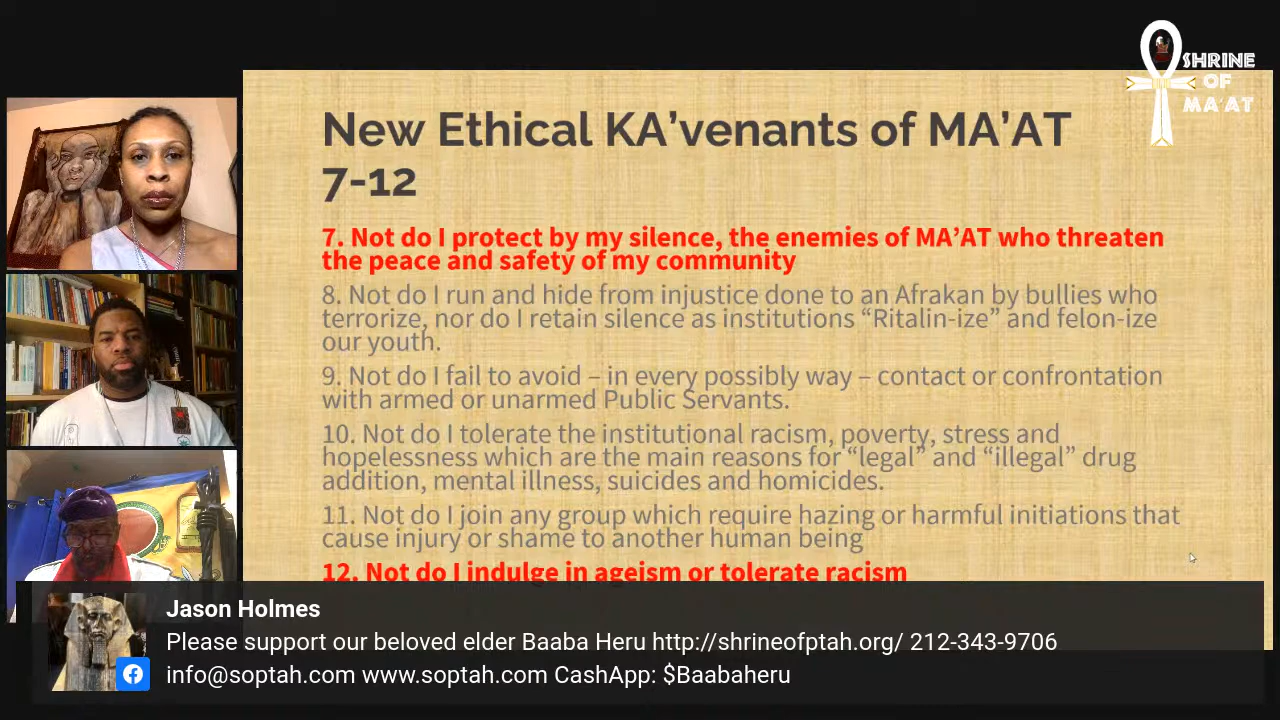 SHRINE
OF
MA'AT
New Ethical KA’venants of MA’AT
7-12
7. Not do I protect by my silence, the enemies of MA’AT who threaten
the peace and safety of my community
8. Not do I run and hide from injustice done to an Afrakan by bullies who
terrorize, nor do I retain silence as institutions “Ritalin-ize” and felon-ize
our youth.
9. Not do I fail to avoid – in every possibly way – contact or confrontation
with armed or unarmed Public Servants.
10. Not do I tolerate the institutional racism, poverty, stress and
hopelessness which are the main reasons for “legal” and “illegal” drug
addition, mental illness, suicides and homicides.
11. Not do I join any group which require hazing or harmful initiations that
cause injury or shame to another human being
12. Not do I indulge in ageism or tolerate racism
Jason Holmes
Please support our beloved elder Baaba Heru http://shrineofptah.org/ 212-343-9706
info@soptah.com www.soptah.com CashApp: $Baabaheru